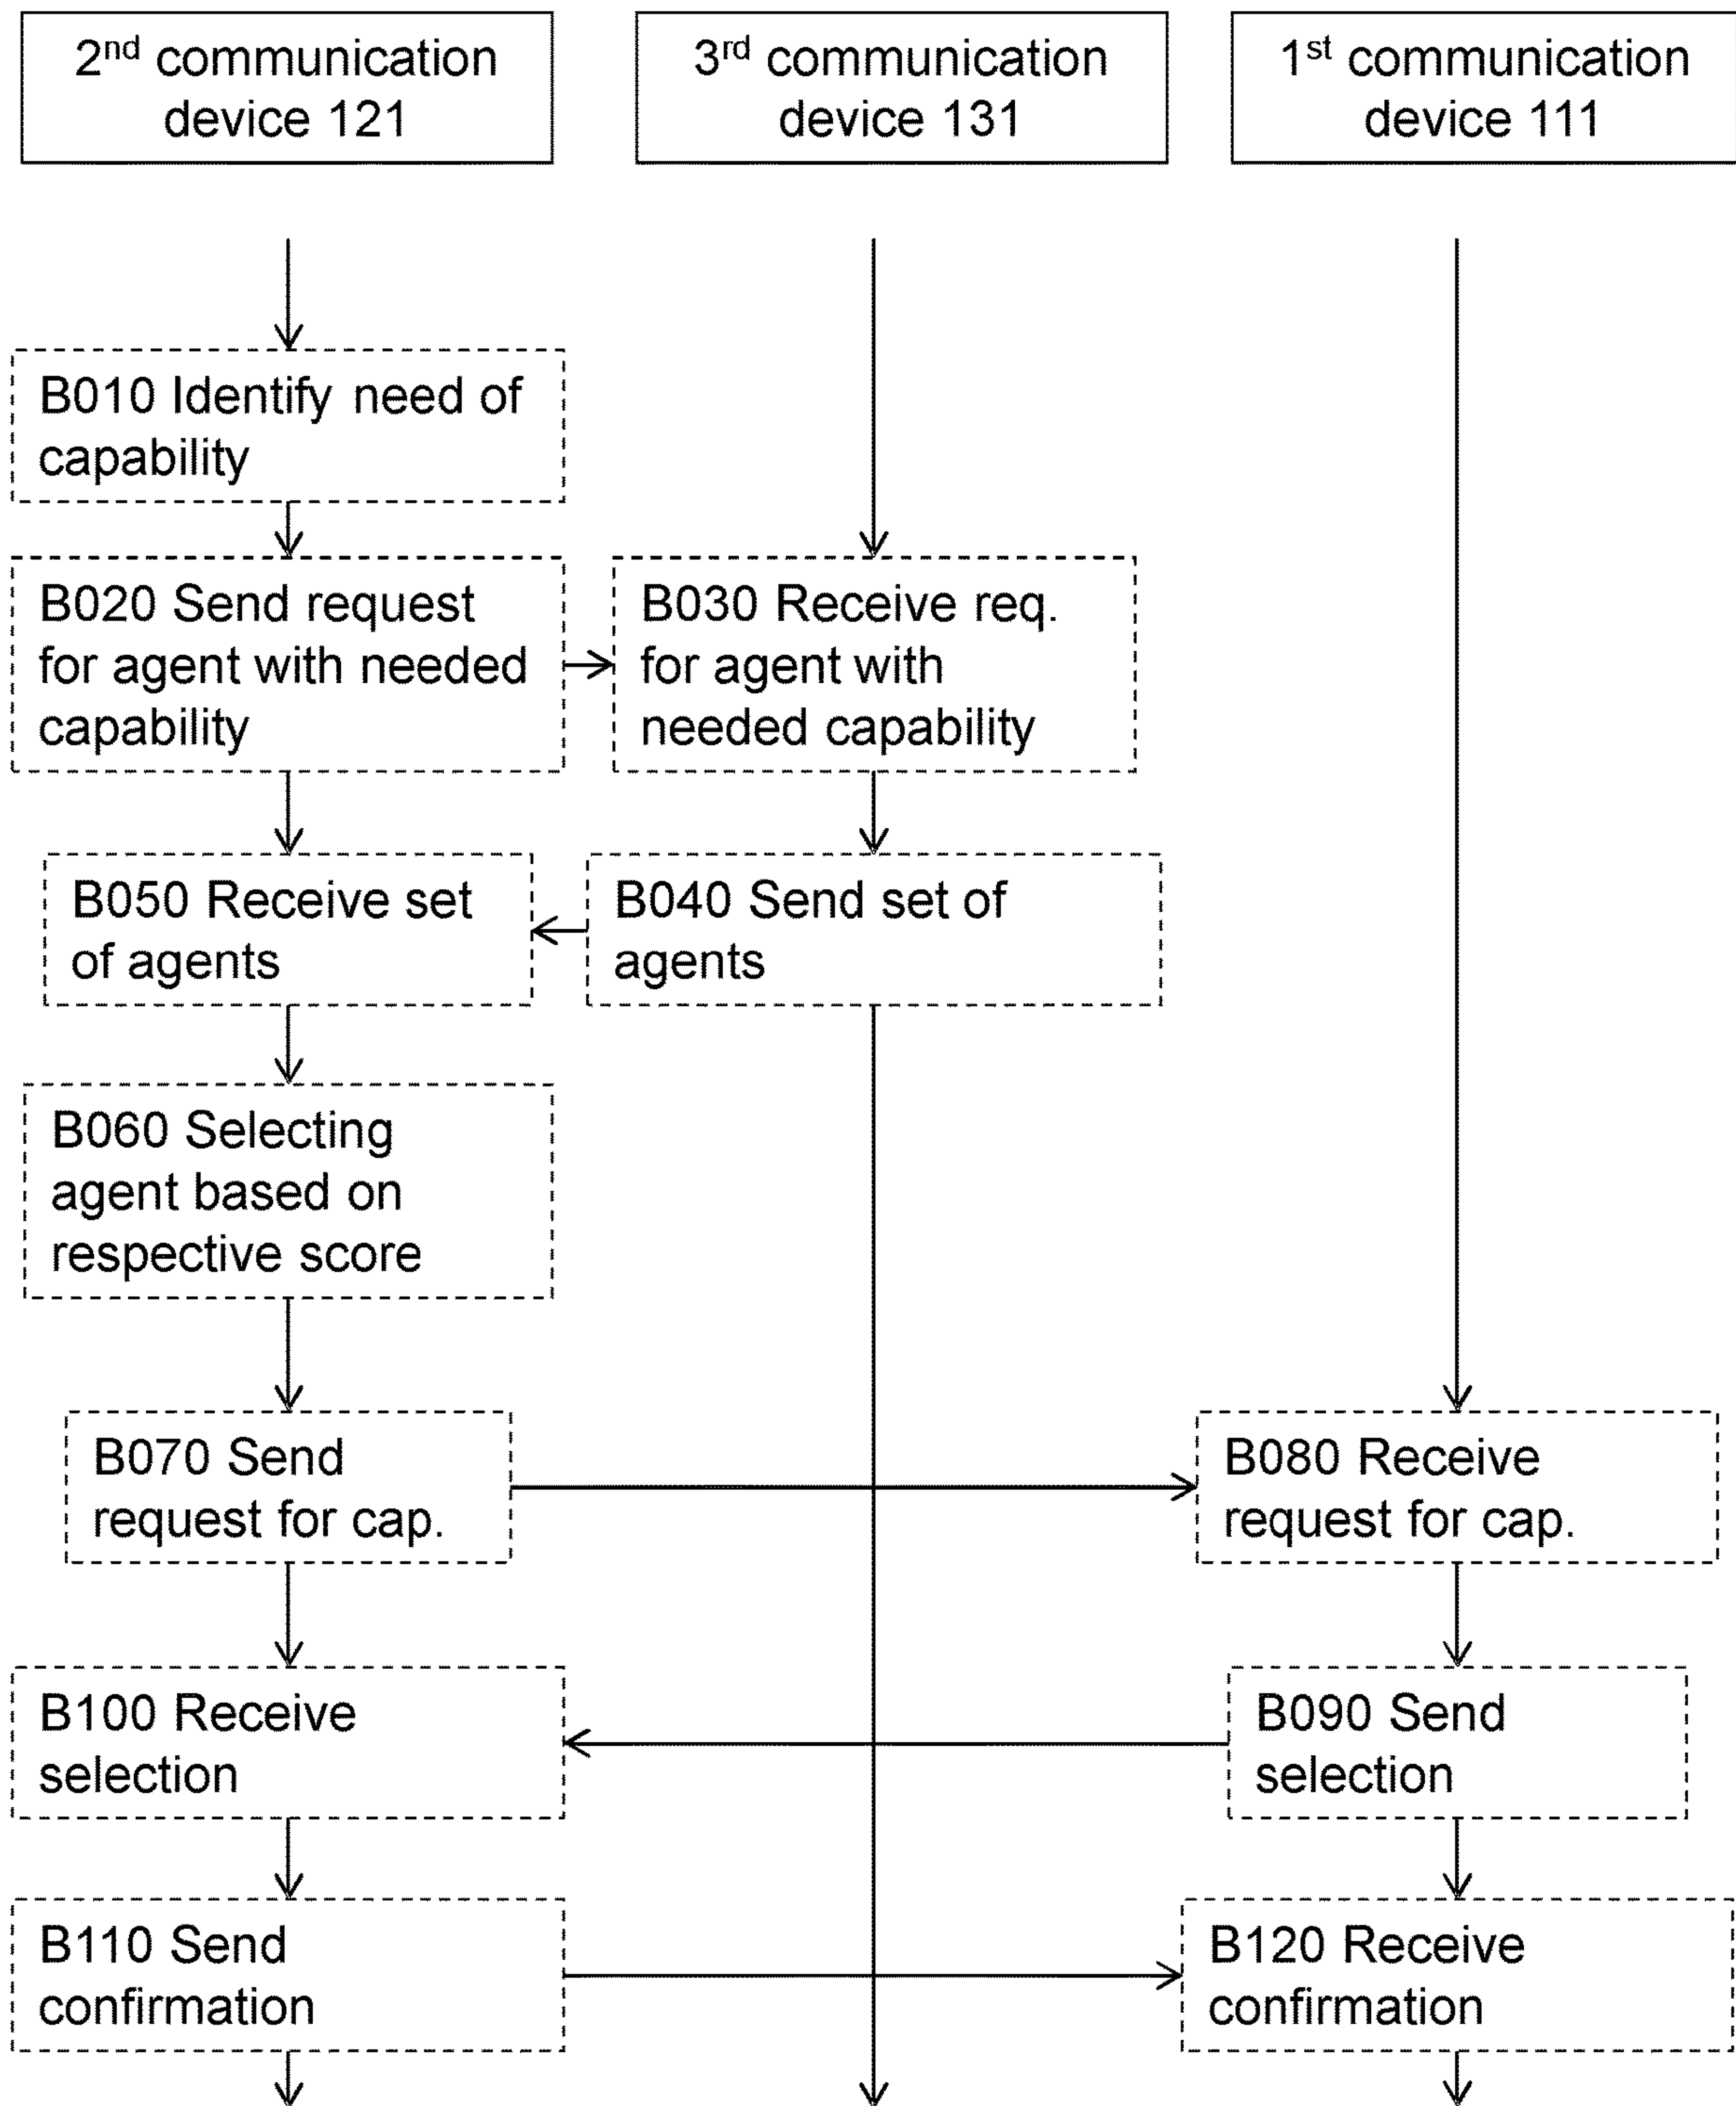 2nd communication
device 121
3rd communication
device 131
1st communication
device 111
B010 Identify need of
capability
B020 Send request
for agent with needed
capability
B030 Receive req.
for agent with
needed capability
B050 Receive set
of agents
B040 Send set of
agents
B060 Selecting
agent based on
respective score
B070 Send
request for cap.
B080 Receive
request for cap.
B100 Receive
selection
B090 Send
selection
B110 Send
confirmation
B120 Receive
confirmation